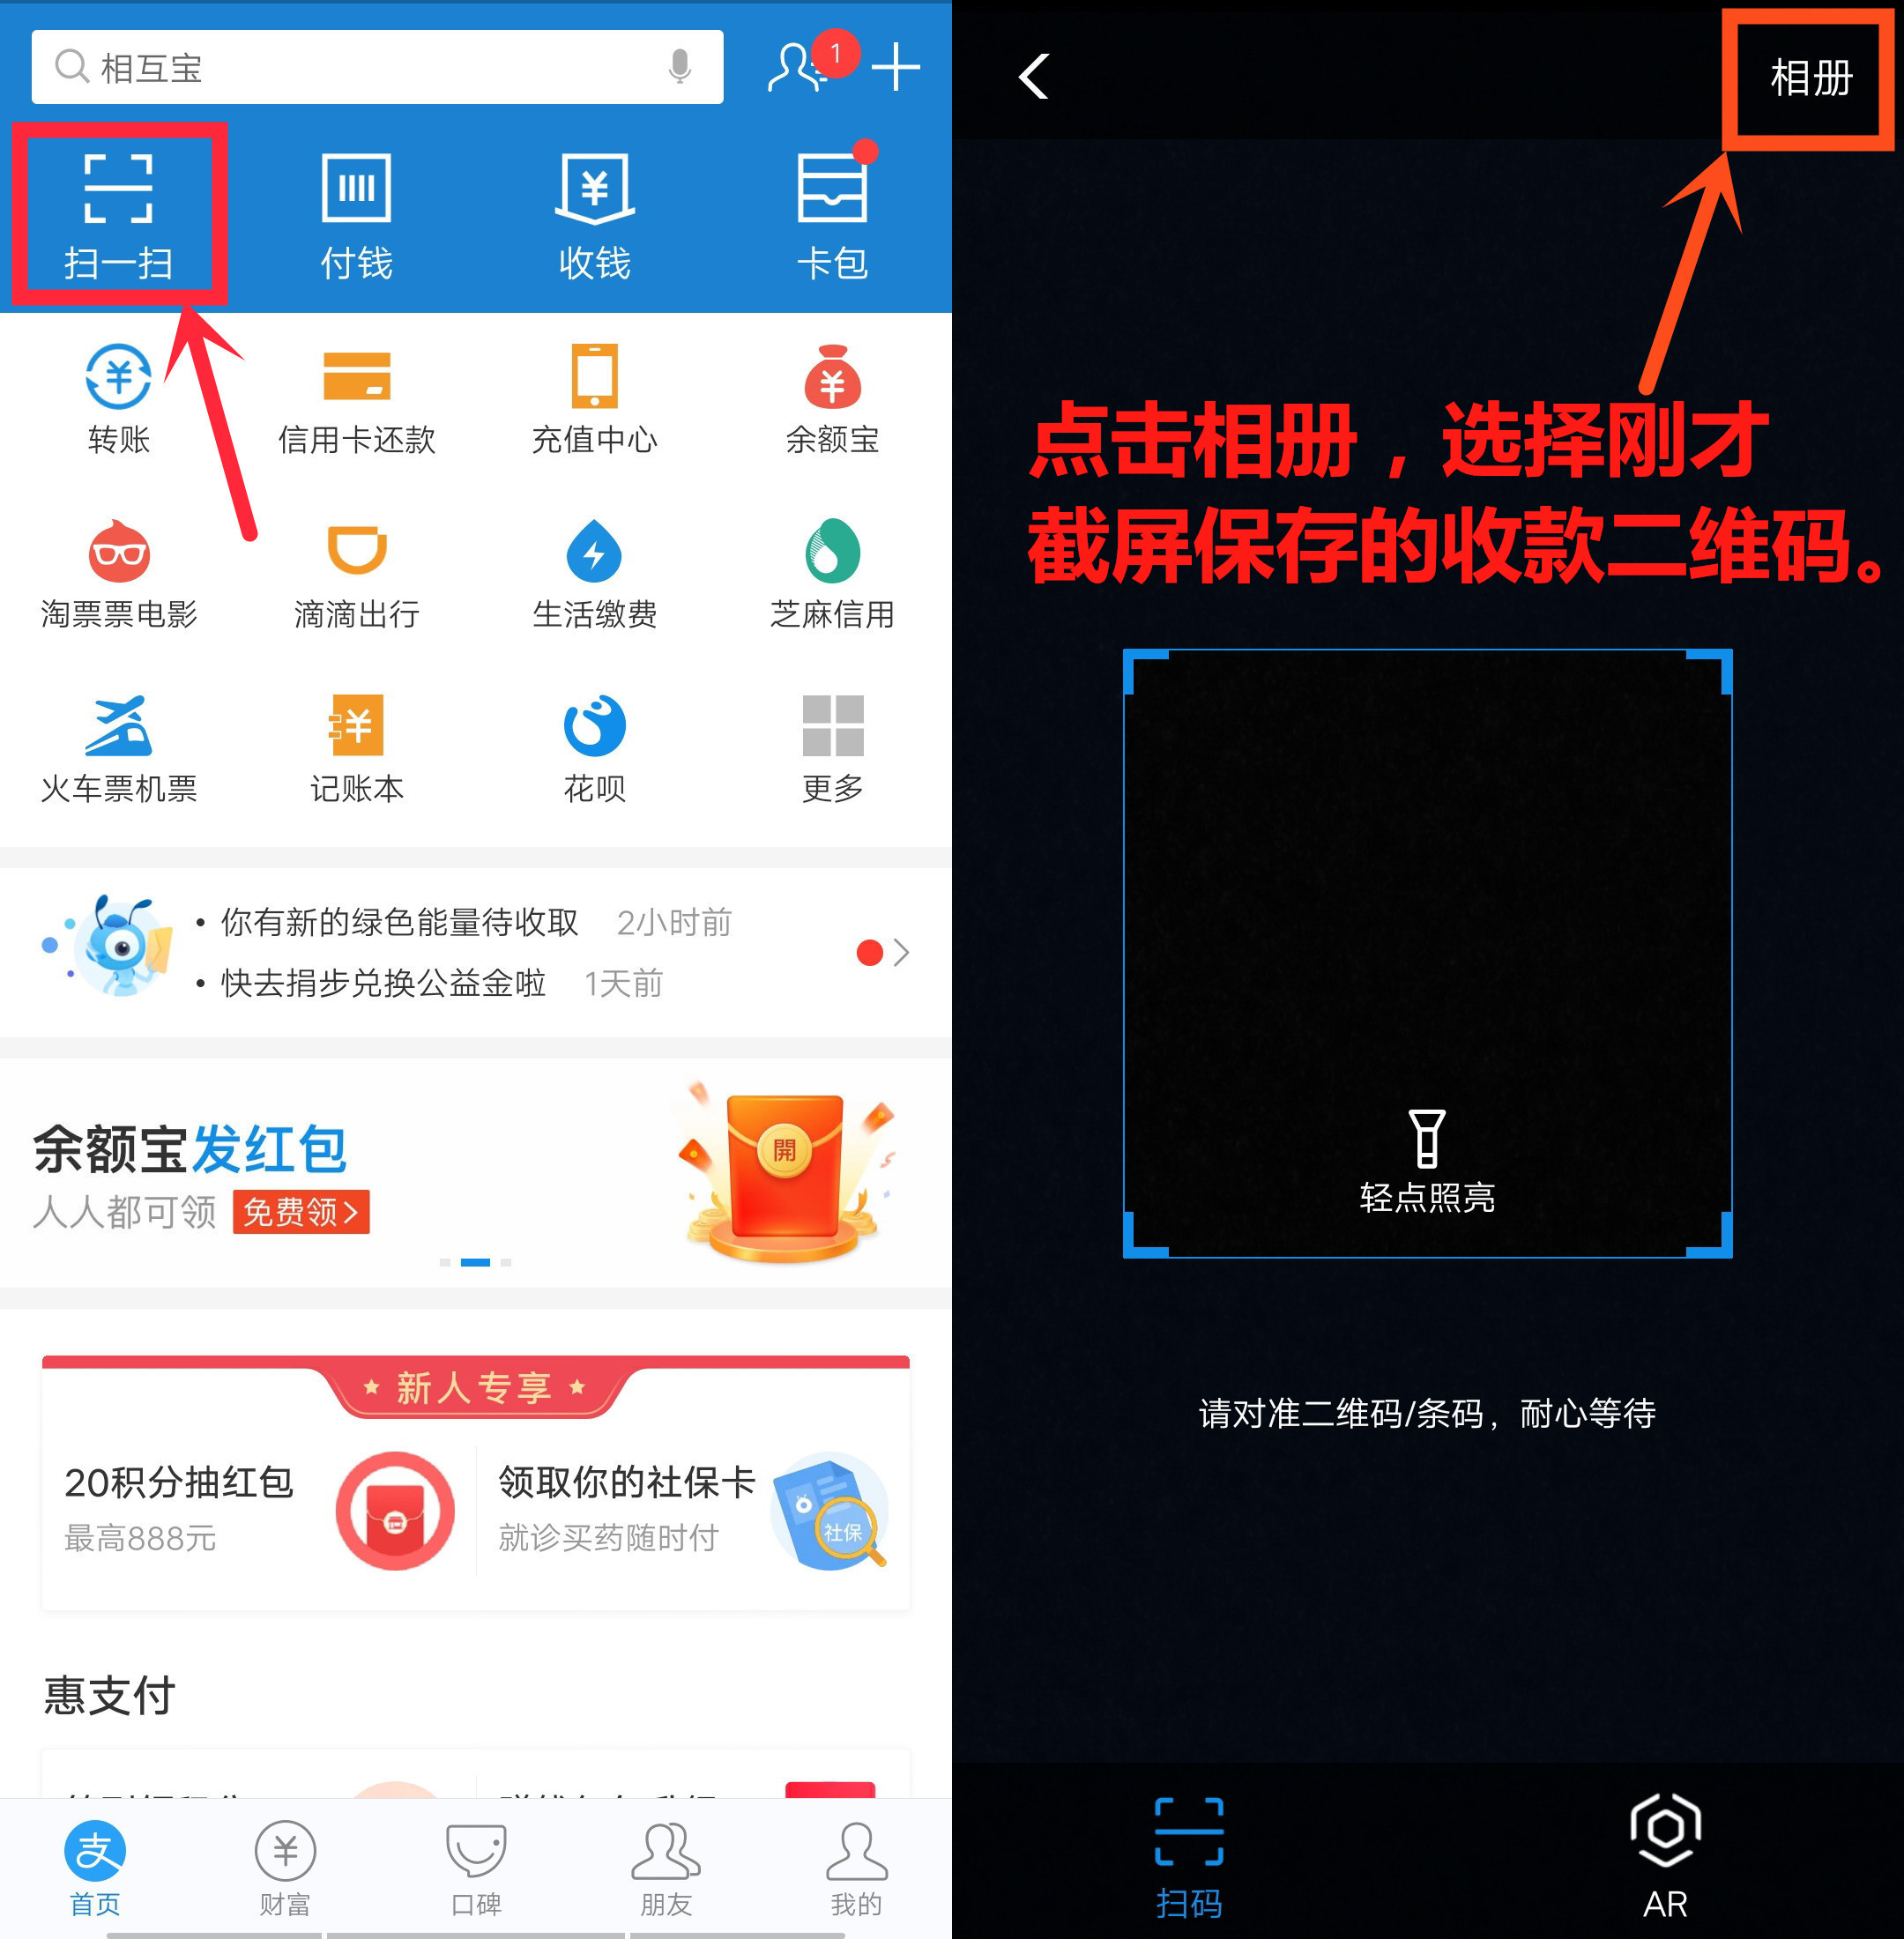 相互宝
1
扫一扫
付钱
收钱
卡包
转账
信用卡还款
充值中心
余额宝
淘票票电影
滴滴出行
生活缴费
芝麻信用
火车票机票
记账本
花呗
更多
你有新的绿色能量待收取 2小时前
快去捐步兑换公益金啦 1天前
余额宝发红包
人人都可领 免费领>
開
新人专享
20积分抽红包
最高888元
领取你的社保卡
就诊买药随时付
社保
惠支付
支
首页
财富
口碑
朋友
我的
相册
点击相册，选择刚才
截屏保存的收款二维码。
轻点照亮
请对准二维码/条码，耐心等待
扫码
AR